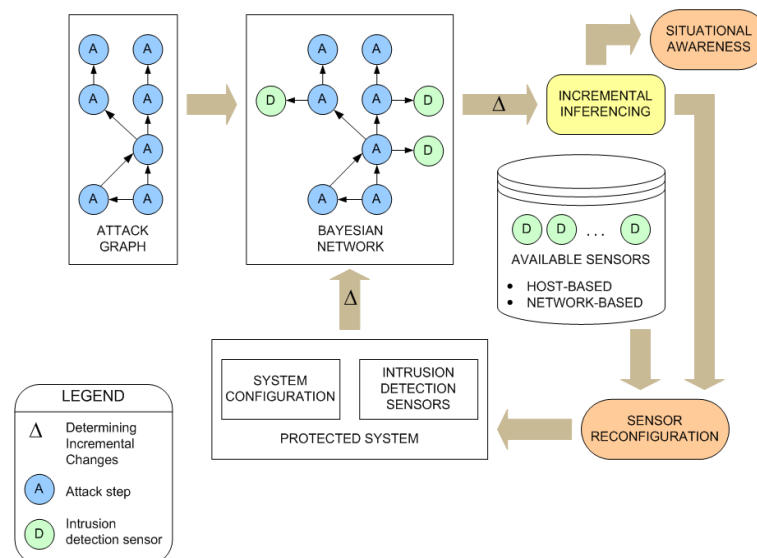 A A
A A
A
A A
ATTACK
GRAPH
A A
D A A D
A D
A A
BAYESIAN
NETWORK
Δ
INCREMENTAL
INFERENCING
SITUATIONAL
AWARENESS
D D . . . D
AVAILABLE SENSORS
• HOST-BASED
• NETWORK-BASED
Δ
SYSTEM
CONFIGURATION
INTRUSION
DETECTION
SENSORS
PROTECTED SYSTEM
SENSOR
RECONFIGURATION
LEGEND
Δ Determining
Incremental
Changes
A Attack step
D Intrusion
detection sensor